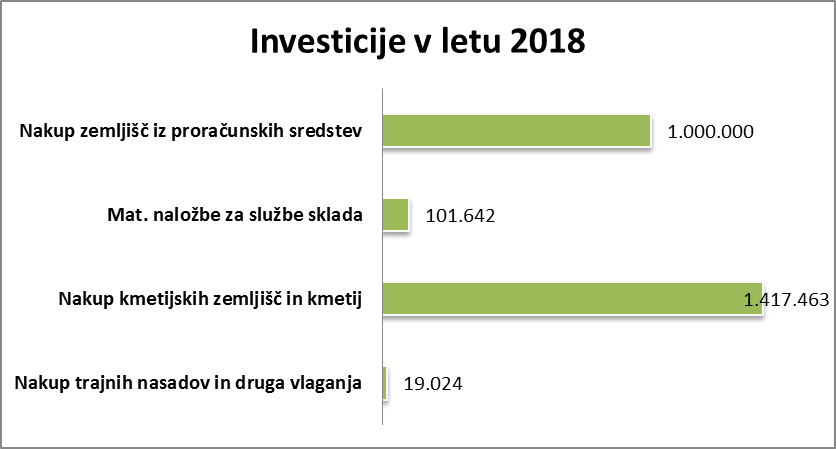 Investicije v letu 2018
Nakup zemljišč iz proračunskih sredstev 1.000.000
Mat. naložbe za službe sklada 101.642
Nakup kmetijskih zemljišč in kmetij 1.417.463
Nakup trajnih nasadov in druga vlaganja 19.024